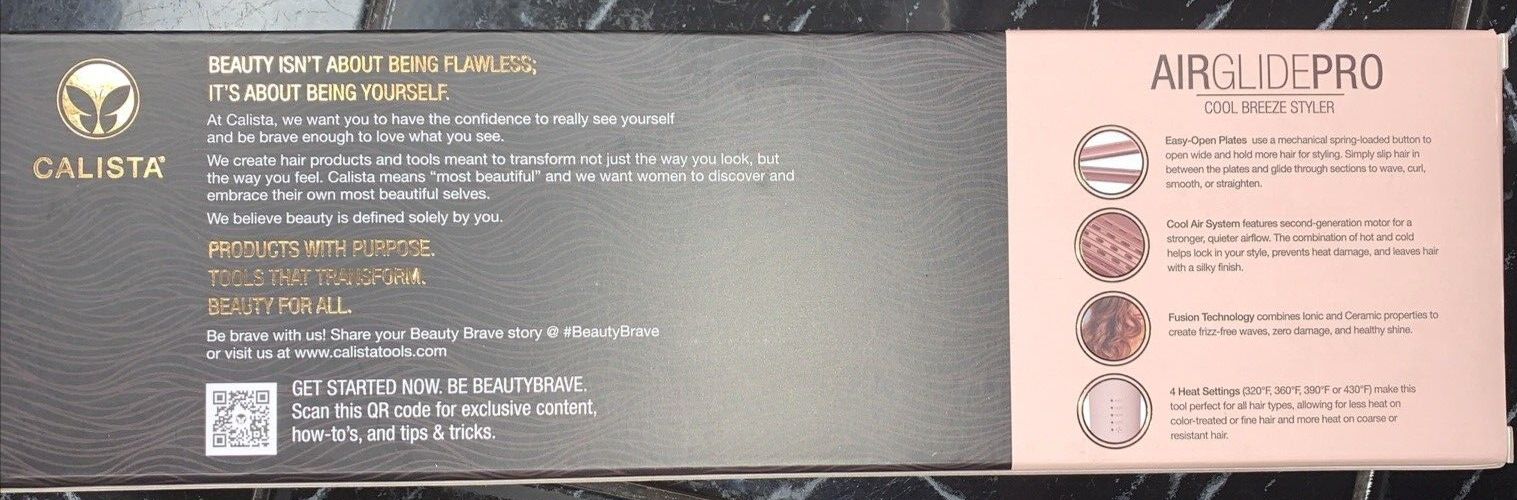 CALISTA®
BEAUTY ISN'T ABOUT BEING FLAWLESS;
IT'S ABOUT BEING YOURSELF.
At Calista, we want you to have the confidence to really see yourself
and be brave enough to love what you see.
We create hair products and tools meant to transform not just the way you look, but
the way you feel. Calista means “most beautiful” and we want women to discover and
embrace their own most beautiful selves.
We believe beauty is defined solely by you.
PRODUCTS WITH PURPOSE.
TOOLS THAT TRANSFORM.
BEAUTY FOR ALL.
Be brave with us! Share your Beauty Brave story @ #BeautyBrave
or visit us at www.calistatools.com
GET STARTED NOW. BE BEAUTYBRAVE.
Scan this QR code for exclusive content,
how-to's, and tips & tricks.
AIRGLIDEPRO
COOL BREEZE STYLER
Easy-Open Plates use a mechanical spring-loaded button to
open wide and hold more hair for styling. Simply slip hair in
between the plates and glide through sections to wave, curl,
smooth, or straighten.
Cool Air System features second-generation motor for a
stronger, quieter airflow. The combination of hot and cold
helps lock in your style, prevents heat damage, and leaves hair
with a silky finish.
Fusion Technology combines Ionic and Ceramic properties to
create frizz-free waves, zero damage, and healthy shine.
4 Heat Settings (320°F, 360°F, 390°F or 430°F) make this
tool perfect for all hair types, allowing for less heat on
color-treated or fine hair and more heat on coarse or
resistant hair.